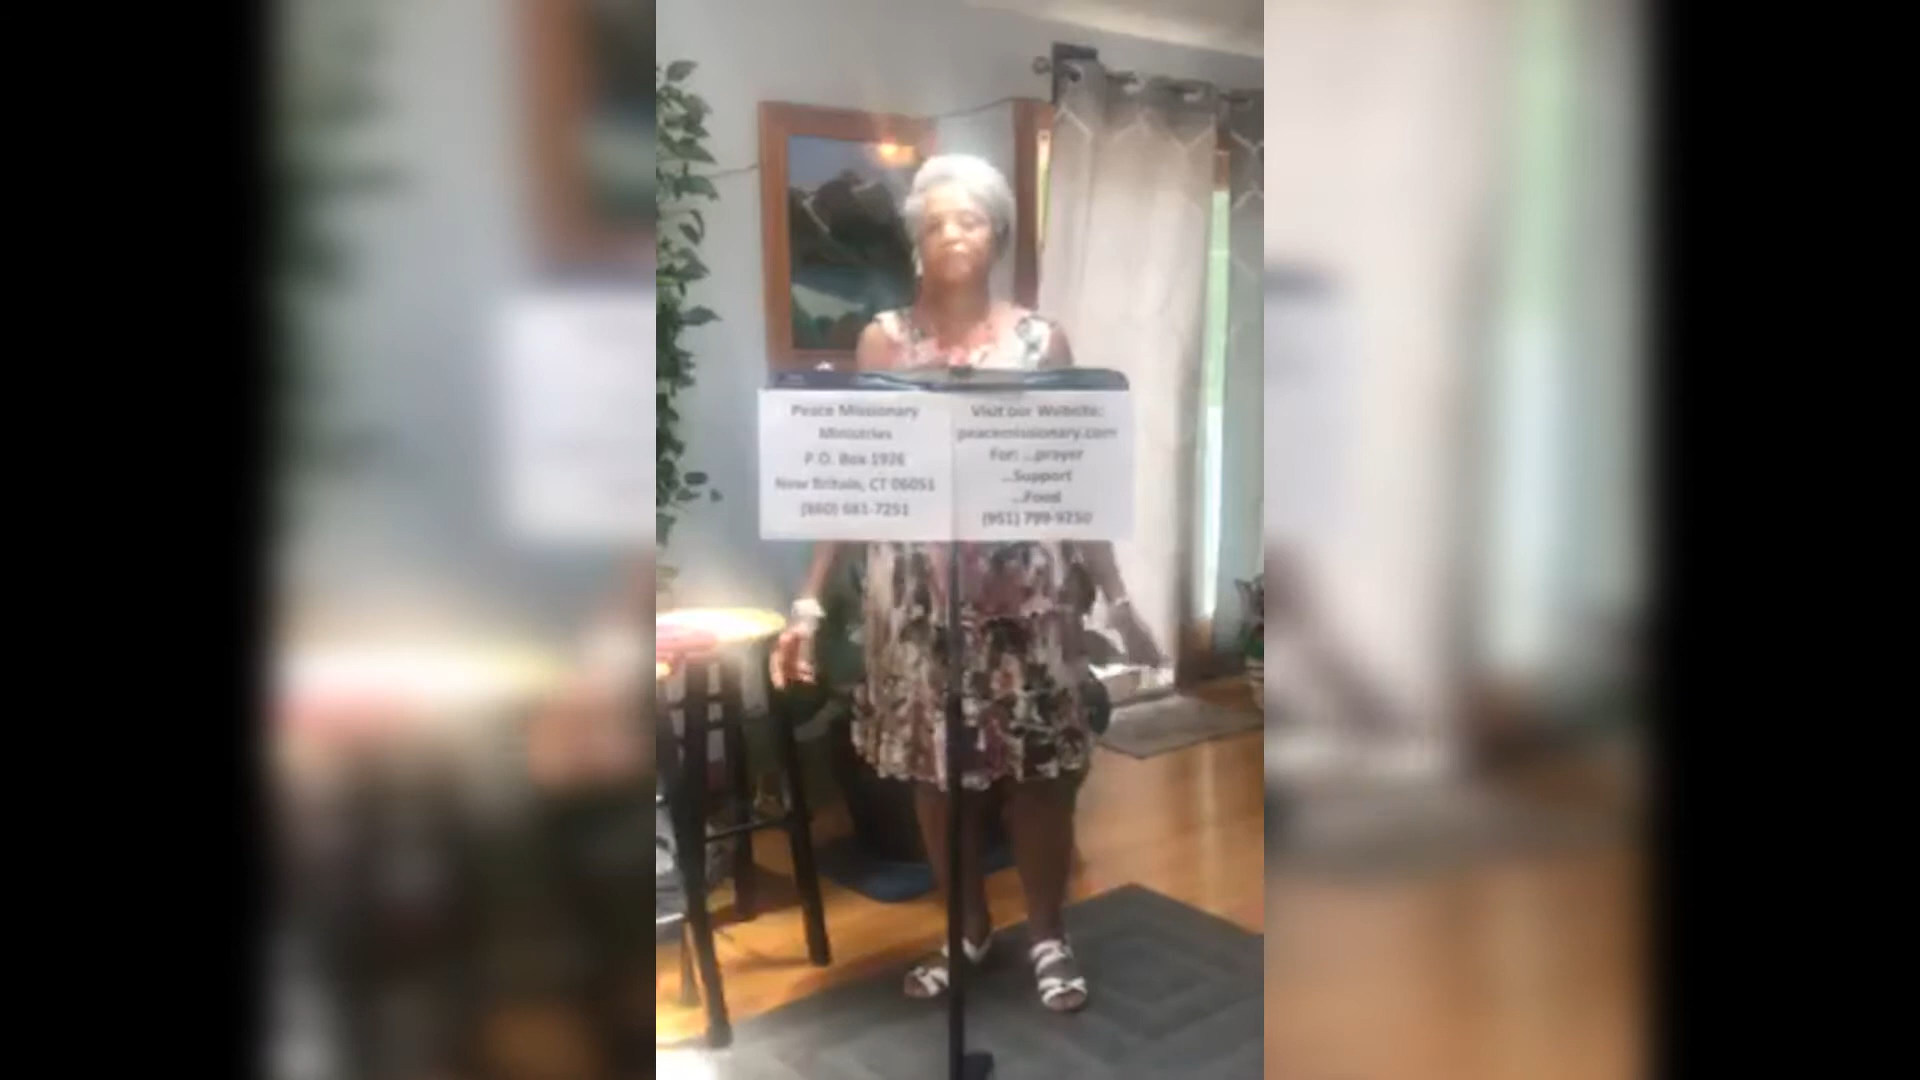 Peace Missionary
Ministries
P.O. Box 1926
New Britain, CT 06051
(860) 681-7251
Visit our Website:
peacemissionary.com
For: ...prayer
...Support
...Food
(951) 799-9250